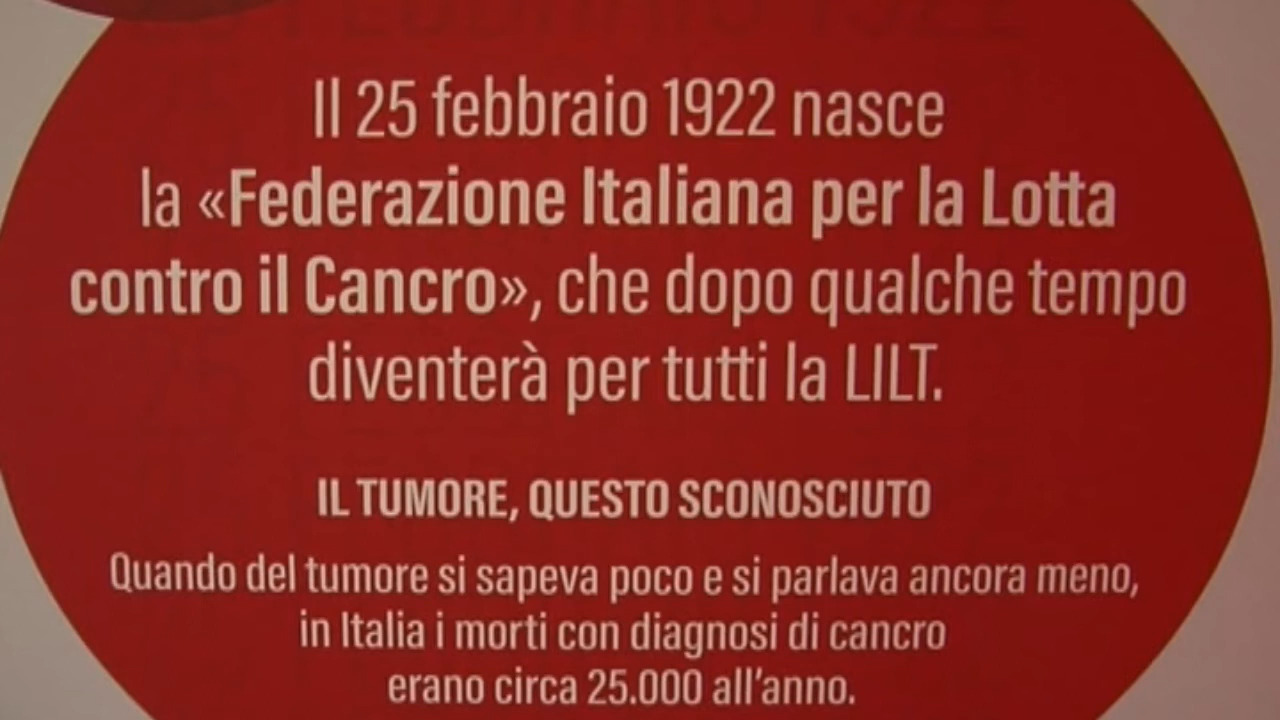 Il 25 febbraio 1922 nasce
la «Federazione Italiana per la Lotta
contro il Cancro», che dopo qualche tempo
diventerà per tutti la LILT.
IL TUMORE, QUESTO SCONOSCIUTO
Quando del tumore si sapeva poco e si parlava ancora meno,
in Italia i morti con diagnosi di cancro
erano circa 25.000 all'anno.